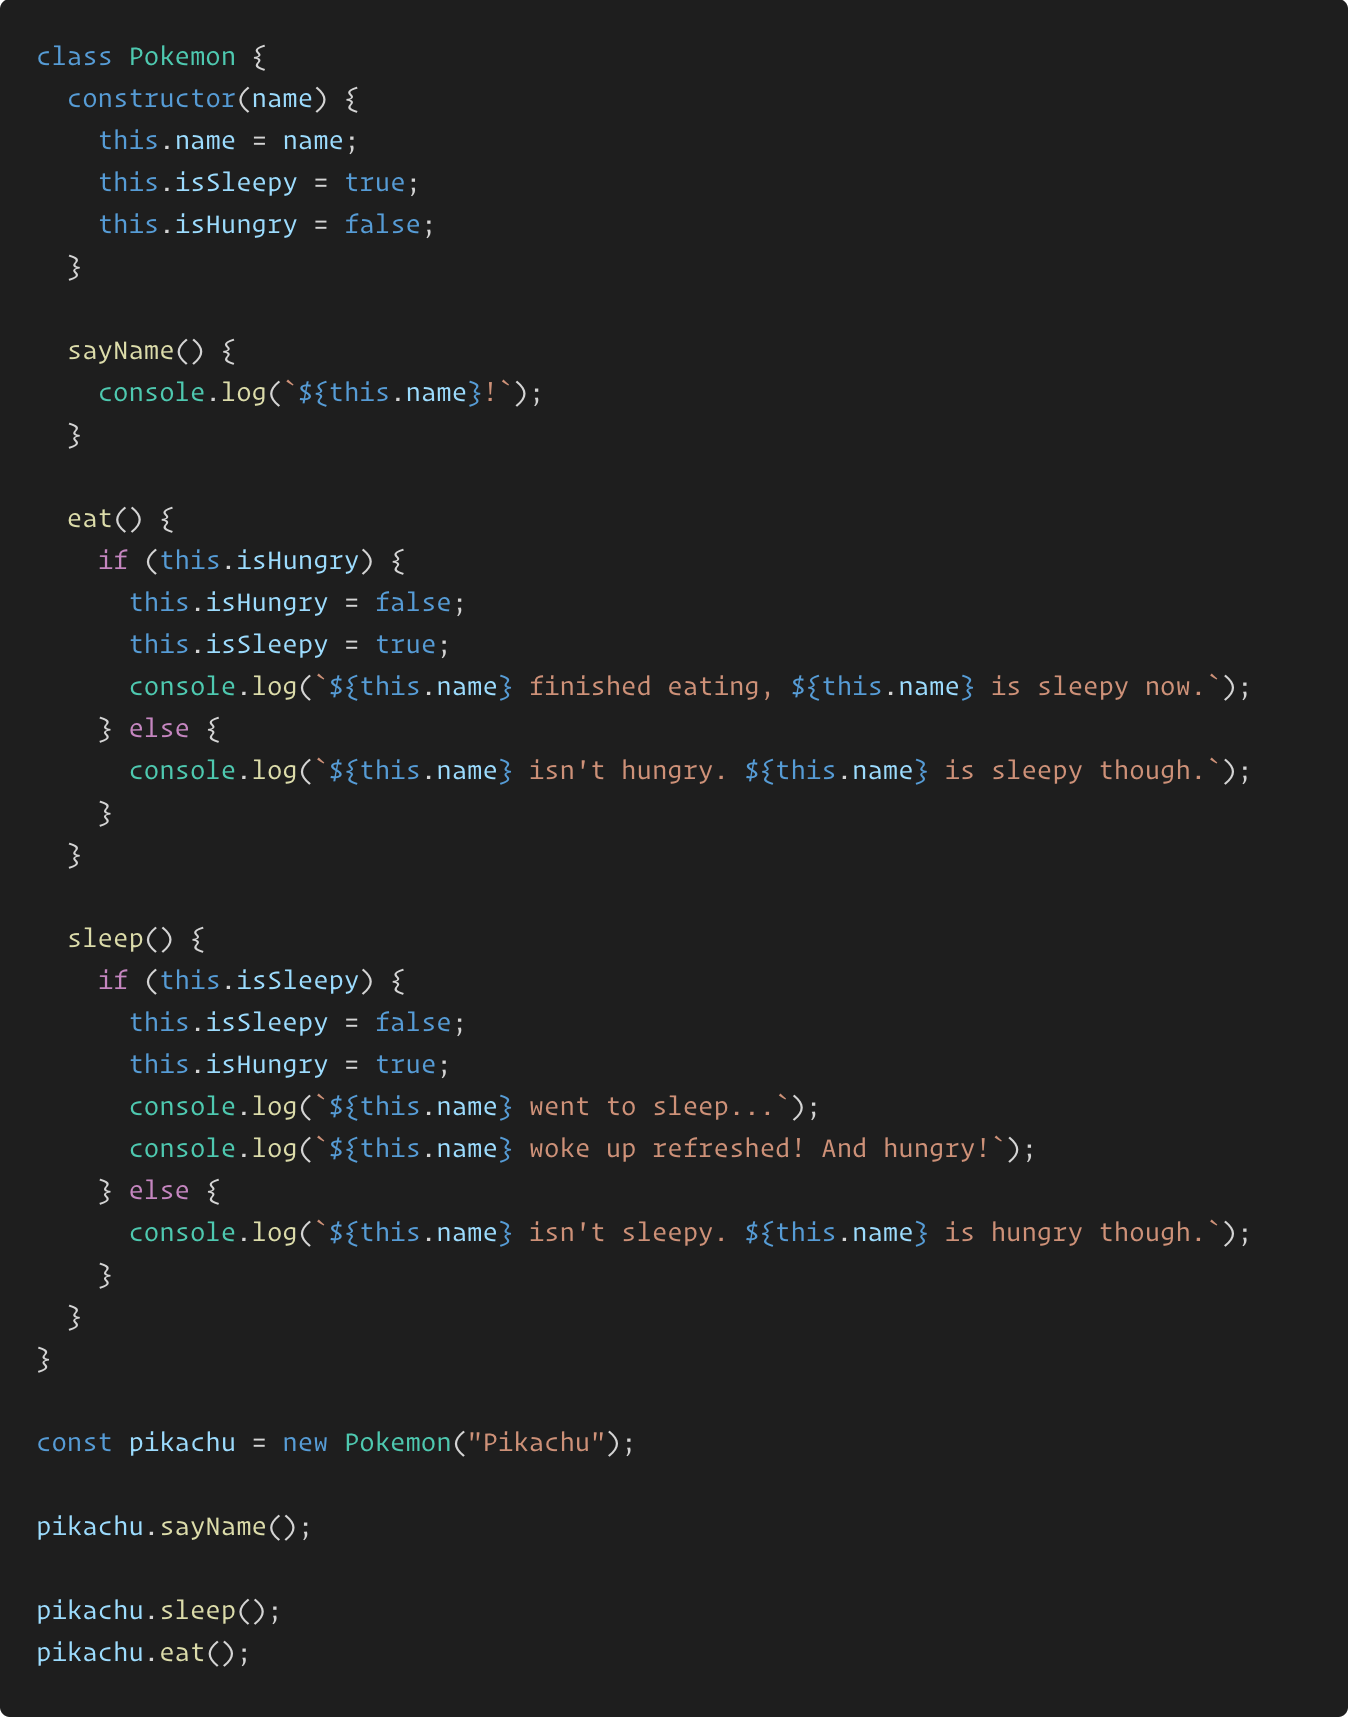 class Pokemon {
  constructor(name) {
    this.name = name;
    this.isSleepy = true;
    this.isHungry = false;
  }

  sayName() {
    console.log(`${this.name}!`);
  }

  eat() {
    if (this.isHungry) {
      this.isHungry = false;
      this.isSleepy = true;
      console.log(`${this.name} finished eating, ${this.name} is sleepy now.`);
    } else {
      console.log(`${this.name} isn't hungry. ${this.name} is sleepy though.`);
    }
  }

  sleep() {
    if (this.isSleepy) {
      this.isSleepy = false;
      this.isHungry = true;
      console.log(`${this.name} went to sleep...`);
      console.log(`${this.name} woke up refreshed! And hungry!`);
    } else {
      console.log(`${this.name} isn't sleepy. ${this.name} is hungry though.`);
    }
  }
}

const pikachu = new Pokemon("Pikachu");

pikachu.sayName();

pikachu.sleep();
pikachu.eat();